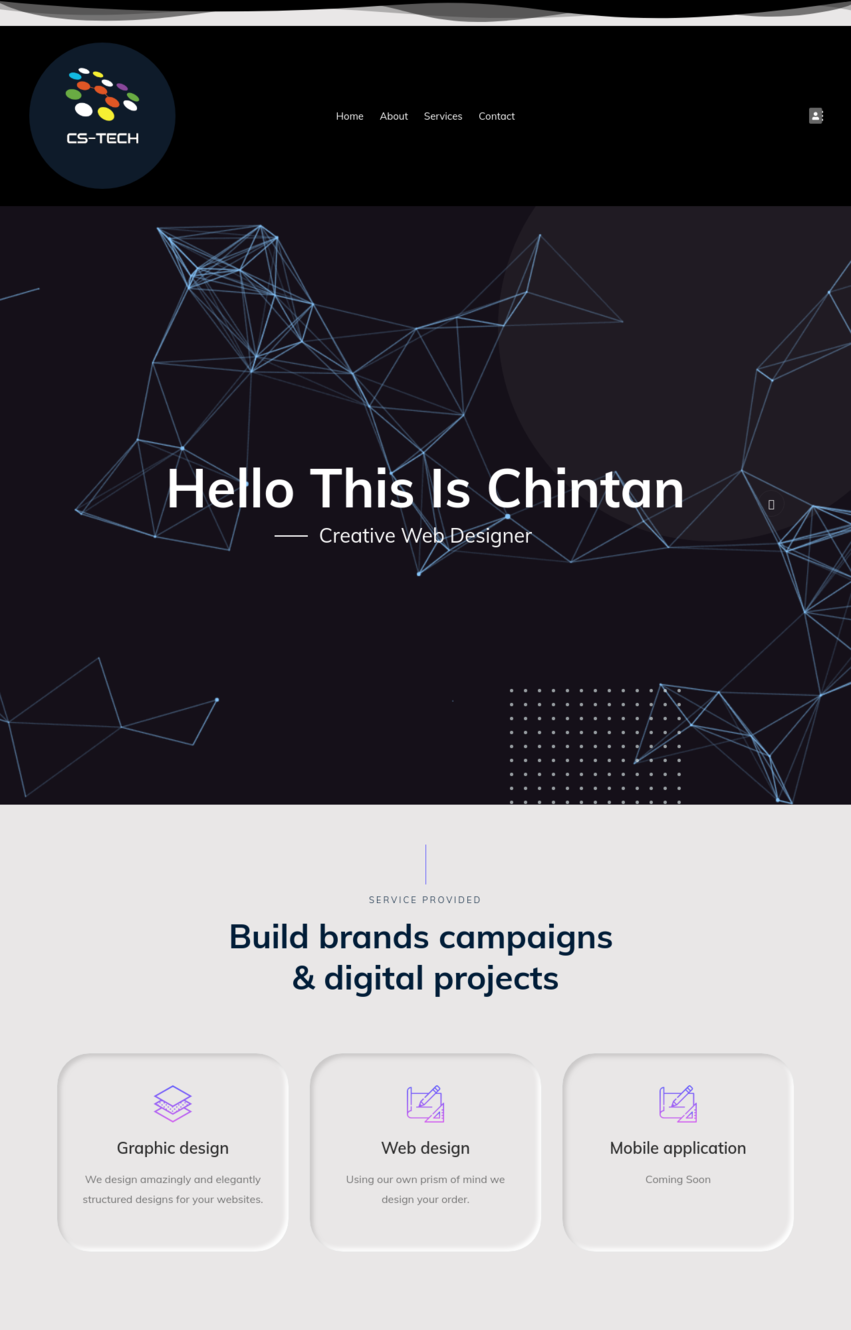 CS-TECH
Home About Services Contact
Hello This Is Chintan
Creative Web Designer
SERVICE PROVIDED
Build brands campaigns
& digital projects
Graphic design
We design amazingly and elegantly
structured designs for your websites.
Web design
Using our own prism of mind we
design your order.
Mobile application
Coming Soon